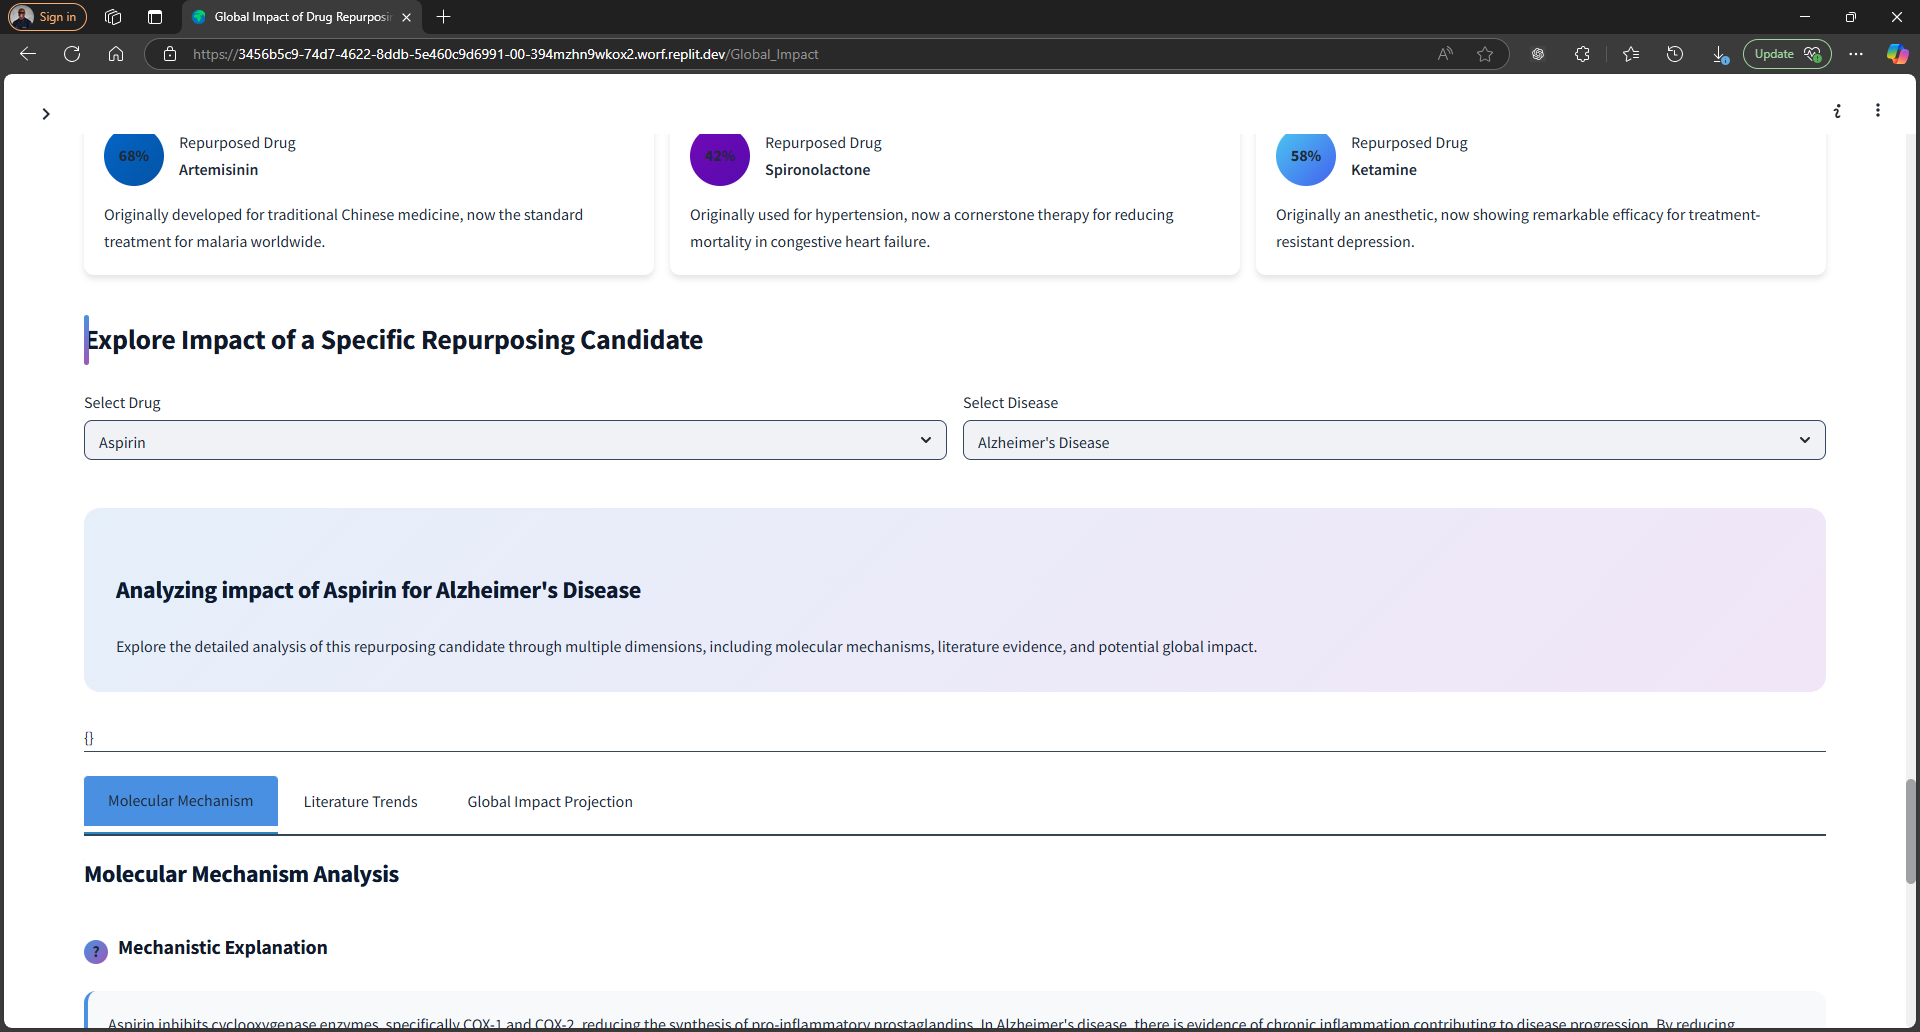 Sign in
Global Impact of Drug Repurposi
https://3456b5c9-74d7-4622-8ddb-5e460c9d6991-00-394mzhn9wkox2.worf.replit.dev/Global_Impact
Update
68%
Repurposed Drug
Artemisinin
Originally developed for traditional Chinese medicine, now the standard
treatment for malaria worldwide.
42%
Repurposed Drug
Spironolactone
Originally used for hypertension, now a cornerstone therapy for reducing
mortality in congestive heart failure.
58%
Repurposed Drug
Ketamine
Originally an anesthetic, now showing remarkable efficacy for treatment-
resistant depression.
Explore Impact of a Specific Repurposing Candidate
Select Drug
Aspirin
Select Disease
Alzheimer's Disease
Analyzing impact of Aspirin for Alzheimer's Disease
Explore the detailed analysis of this repurposing candidate through multiple dimensions, including molecular mechanisms, literature evidence, and potential global impact.
{}
Molecular Mechanism
Literature Trends
Global Impact Projection
Molecular Mechanism Analysis
?
Mechanistic Explanation
Aspirin inhibits cyclooxygenase enzymes, specifically COX-1 and COX-2, reducing the synthesis of pro-inflammatory prostaglandins. In Alzheimer's disease, there is evidence of chronic inflammation contributing to disease progression. By reducing